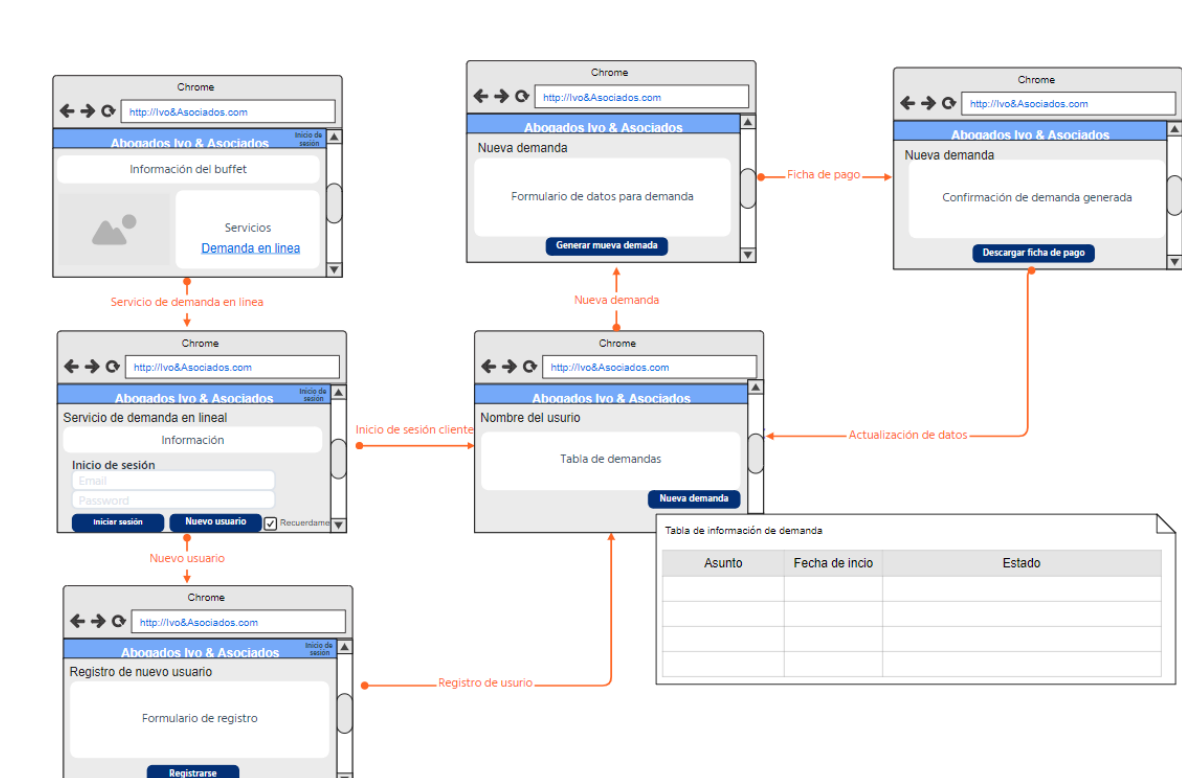 Chrome
http://Ivo&Asociados.com
Abogados Ivo & Asociados
Inicio de
sesión
Información del buffet
Servicios
Demanda en linea
Servicio de demanda en linea
Chrome
http://Ivo&Asociados.com
Abogados Ivo & Asociados
Inicio de
sesión
Servicio de demanda en lineal
Información
Inicio de sesión
Email
Password
Iniciar sesión
Nuevo usuario
Recuerdame
Nuevo usuario
Chrome
http://Ivo&Asociados.com
Abogados Ivo & Asociados
Inicio de
sesión
Registro de nuevo usuario
Formulario de registro
Registrarse
Inicio de sesión cliente
Registro de usurio
Chrome
http://Ivo&Asociados.com
Abogados Ivo & Asociados
Nueva demanda
Formulario de datos para demanda
Generar mueva demada
Nueva demanda
Chrome
http://Ivo&Asociados.com
Abogados Ivo & Asociados
Nombre del usurio
Tabla de demandas
Nueva demanda
Ficha de pago
Chrome
http://Ivo&Asociados.com
Abogados Ivo & Asociados
Nueva demanda
Confirmación de demanda generada
Descargar ficha de pago
Actualización de datos
Tabla de información de demanda
Asunto Fecha de incio Estado